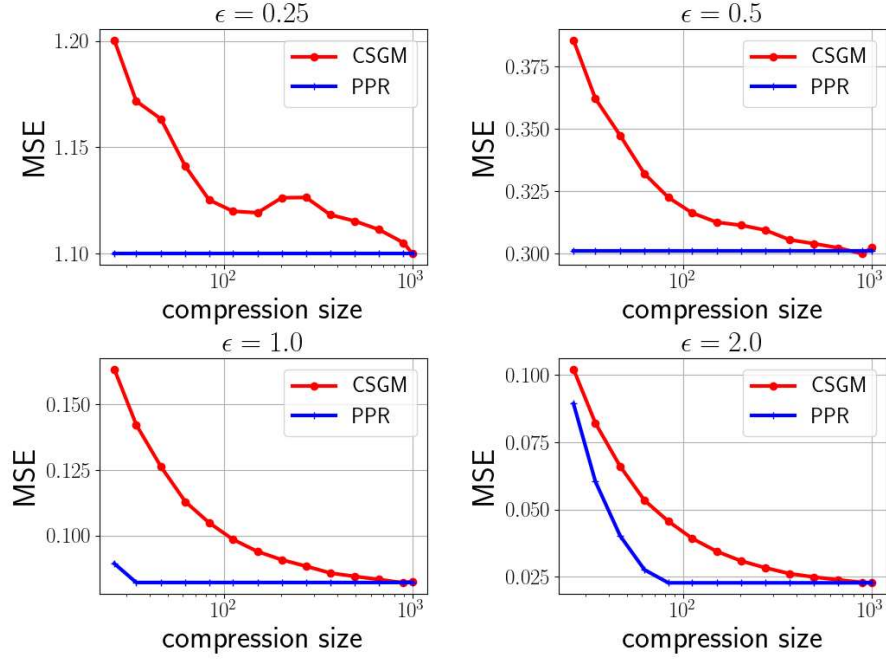 ϵ = 0.25
1.20
1.15
1.10
MSE
CSGM
PPR
10²
10³
compression size
ϵ = 0.5
0.375
0.350
0.325
0.300
MSE
CSGM
PPR
10²
10³
compression size
ϵ = 1.0
0.150
0.125
0.100
MSE
CSGM
PPR
10²
10³
compression size
ϵ = 2.0
0.100
0.075
0.050
0.025
MSE
CSGM
PPR
10²
10³
compression size